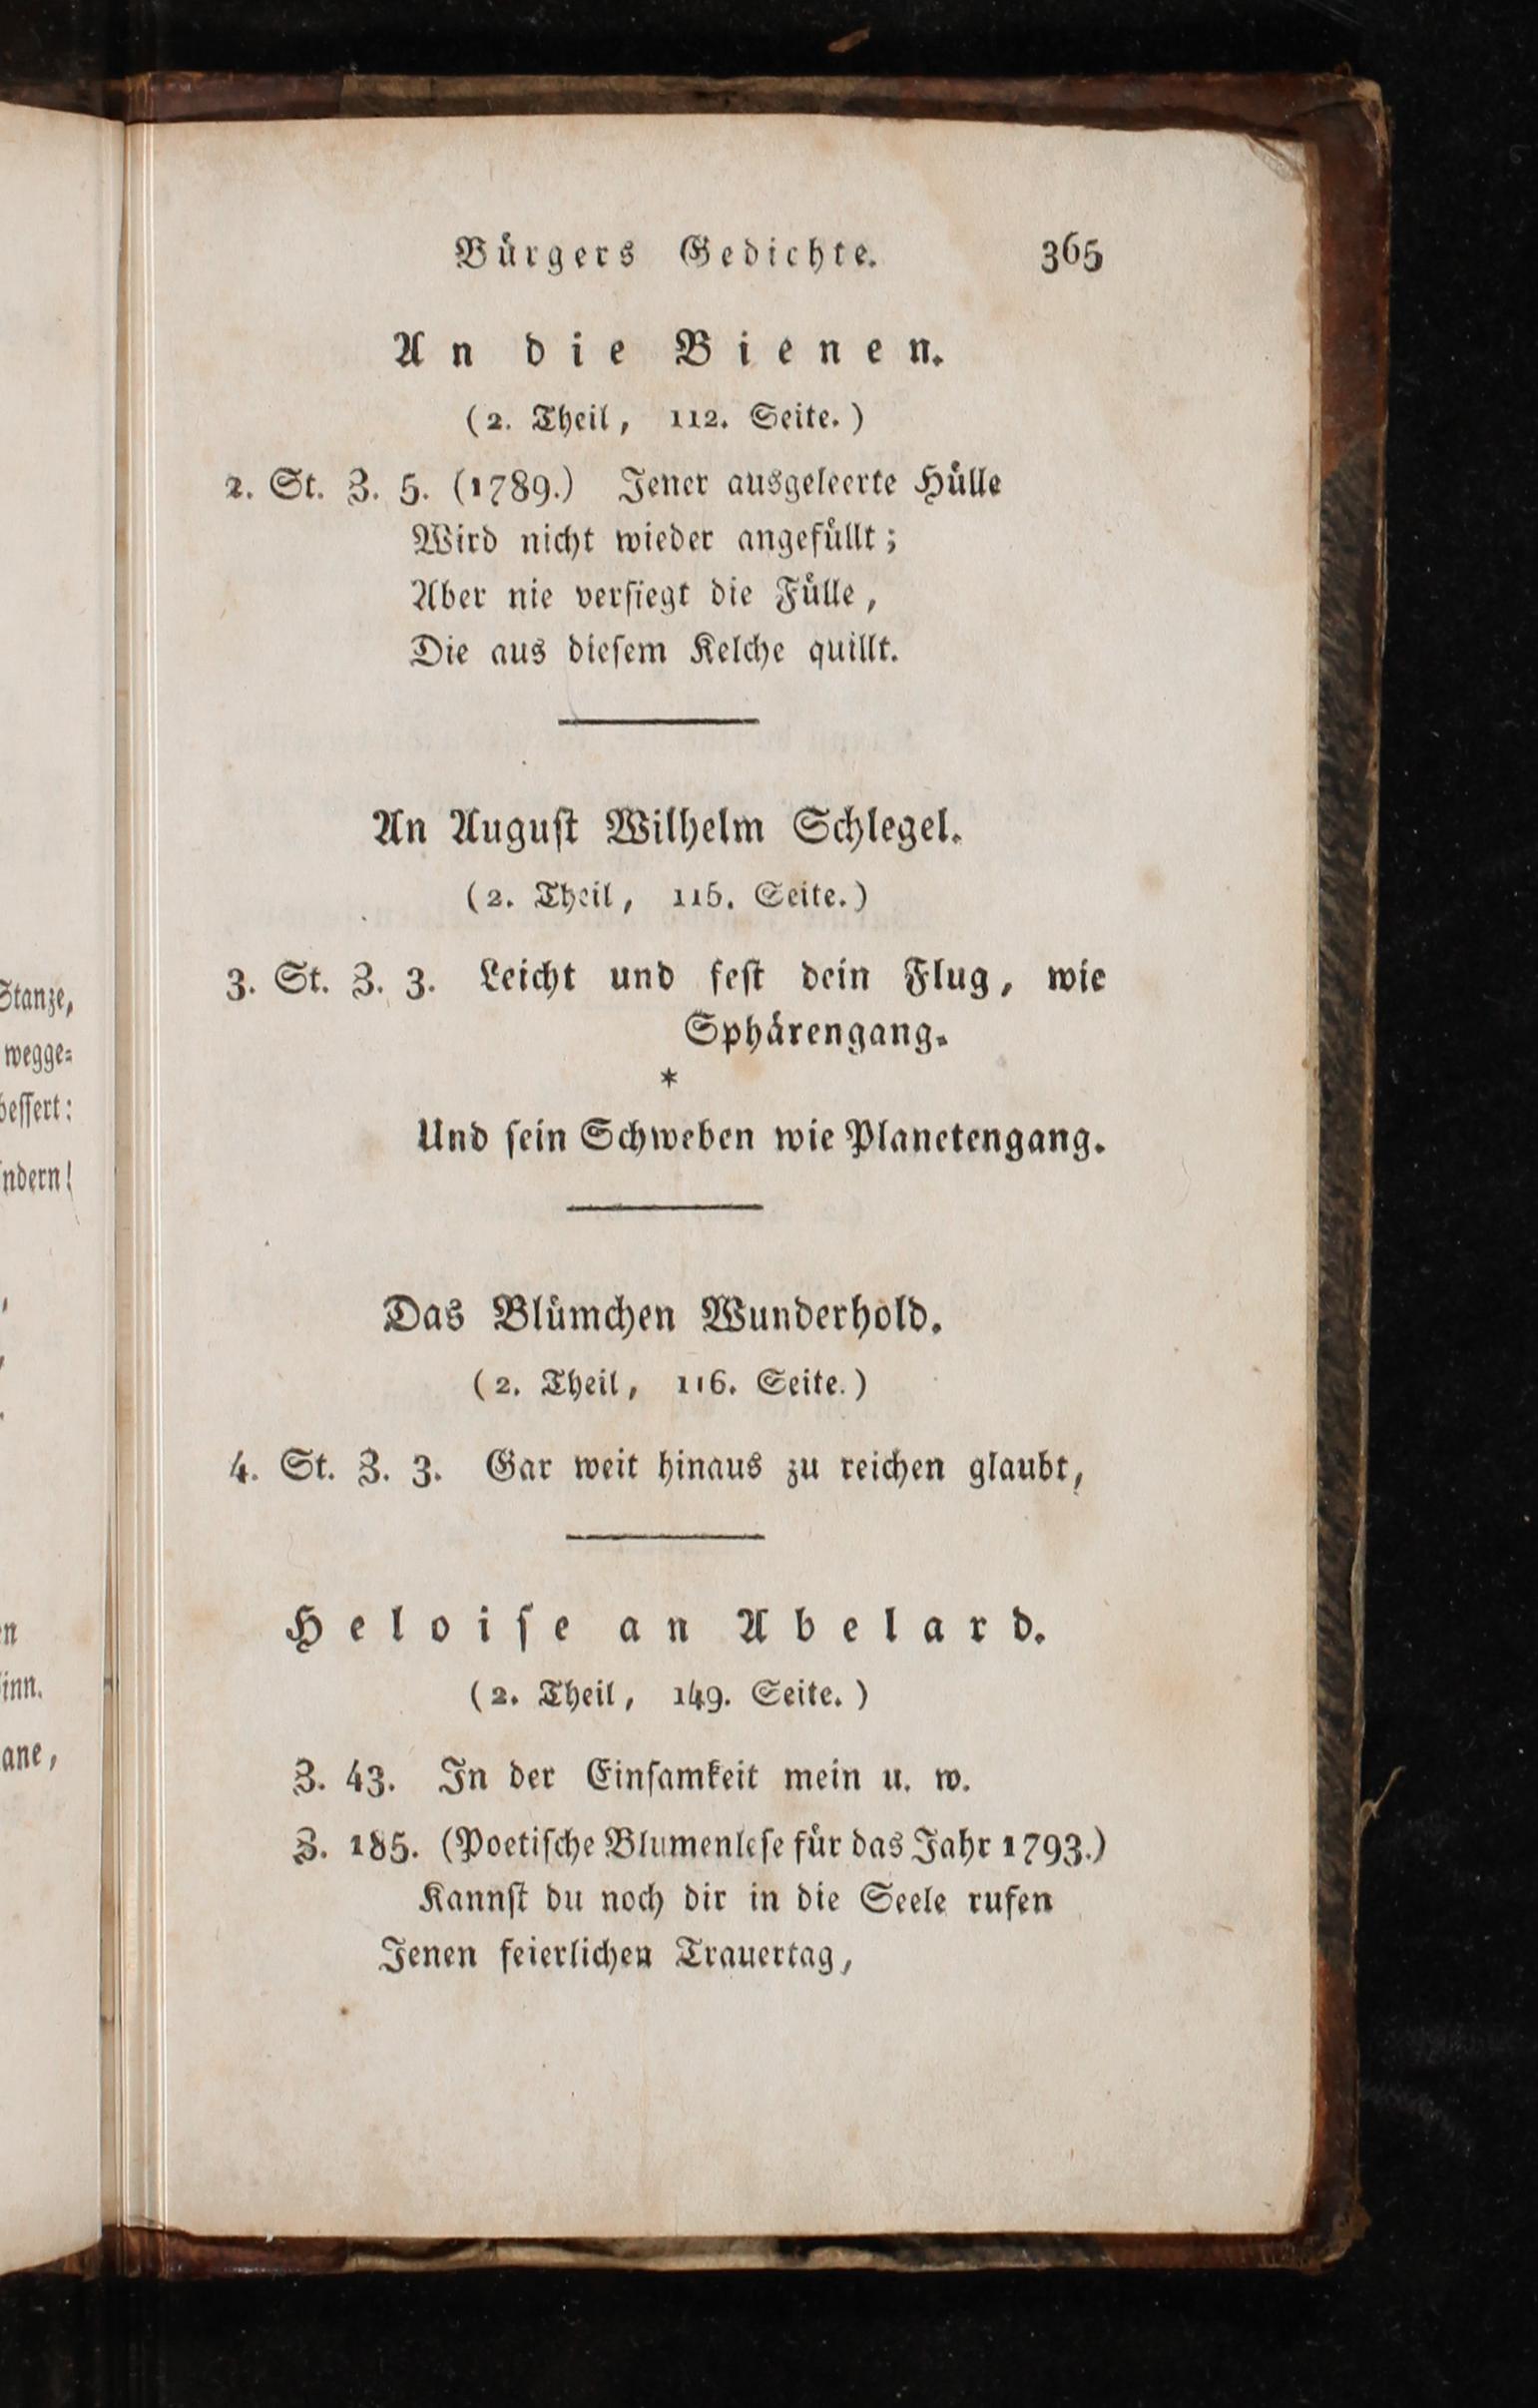 Bürgers Gedichte. 365
An die Bienen.
(2. Theil, 112. Seite.)
2. St. Z. 5. (1789.) Jener ausgeleerte Hülle
Wird nicht wieder angefüllt;
Aber nie versiegt die Fülle,
Die aus diesem Kelche quillt.
An August Wilhelm Schlegel.
(2. Theil, 115. Seite.)
3. St. Z. 3. Leicht und fest dein Flug, wie
Sphärengang.
*
Und sein Schweben wie Planetengang.
Das Blümchen Wunderhold.
(2. Theil, 116. Seite.)
4. St. Z. 3. Gar weit hinaus zu reichen glaubt,
Heloise an Abelard.
(2. Theil, 149. Seite.)
Z. 43. In der Einsamkeit mein u. w.
Z. 185. (Poetische Blumenlese für das Jahr 1793.)
Kannst du noch dir in die Seele rufen
Jenen feierlichen Trauertag,
Stanze,
wegge-